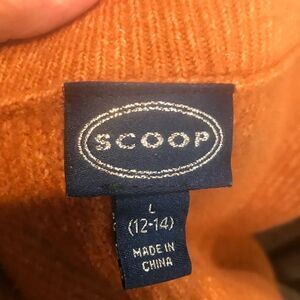 SCOOP
L
(12-14)
MADE IN
CHINA